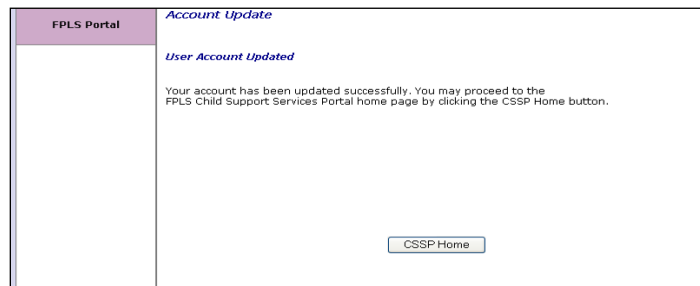 FPLS Portal
Account Update
User Account Updated
Your account has been updated successfully. You may proceed to the
FPLS Child Support Services Portal home page by clicking the CSSP Home button.
CSSP Home